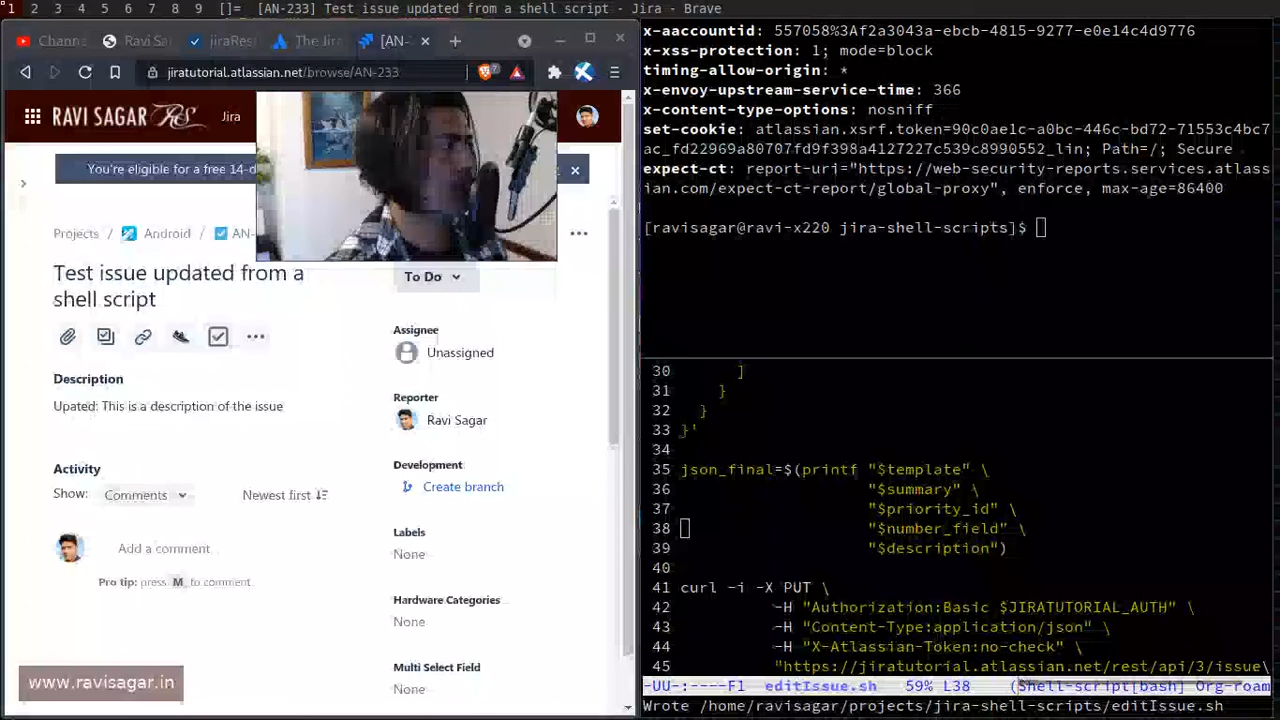 1 2 3 4 5 6 7 8 9 []= [AN-233] Test issue updated from a shell script - Jira - Brave
Channe Ravi Sa jiraRes The Jir [AN-
jiratutorial.atlassian.net/browse/AN-233
RAVI SAGAR RS Jira
You're eligible for a free 14-d
Projects Android AN-
Test issue updated from a
shell script
To Do
Assignee
Unassigned
Description
Upated: This is a description of the issue
Reporter
Ravi Sagar
Development
Create branch
Activity
Show: Comments Newest first
Add a comment...
Pro tip: press M to comment
Labels
None
Hardware Categories
None
Multi Select Field
None
www.ravisagar.in
x-aaccountid: 557058%3Af2a3043a-ebcb-4815-9277-e0e14c4d9776
x-xss-protection: 1; mode=block
timing-allow-origin: *
x-envoy-upstream-service-time: 366
x-content-type-options: nosniff
set-cookie: atlassian.xsrf.token=90c0ae1c-a0bc-446c-bd72-71553c4bc7
ac_fd22969a80707fd9f398a4127227c539c8990552_lin; Path=/; Secure
expect-ct: report-uri="https://web-security-reports.services.atlass
ian.com/expect-ct-report/global-proxy", enforce, max-age=86400
[ravisagar@ravi-x220 jira-shell-scripts]$
30 ]
31 }
32 }
33 }'
34
35 json_final=$(printf "$template" \
36 "$summary" \
37 "$priority_id" \
38 "$number_field" \
39 "$description")
40
41 curl -i -X PUT \
42 -H "Authorization:Basic $JIRATUTORIAL_AUTH" \
43 -H "Content-Type:application/json" \
44 -H "X-Atlassian-Token:no-check" \
45 "https://jiratutorial.atlassian.net/rest/api/3/issue\
-UU-:----F1 editIssue.sh 59% L38 (Shell-script[bash] Org-roam
Wrote /home/ravisagar/projects/jira-shell-scripts/editIssue.sh